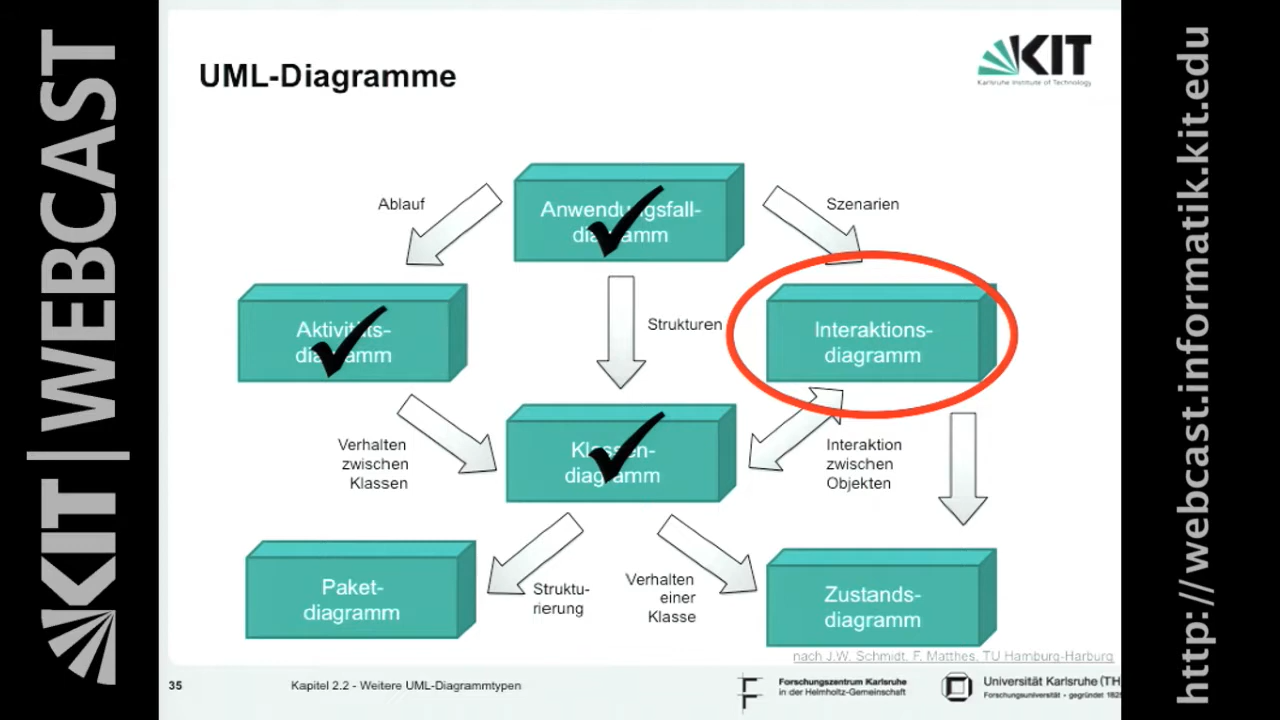 KIT | WEBCAST
UML-Diagramme
KIT
Karlsruhe Institute of Technology
Ablauf
Anwendungsfall-
diagramm
Szenarien
Aktivitäts-
diagramm
Strukturen
Interaktions-
diagramm
Verhalten
zwischen
Klassen
Klassen-
diagramm
Interaktion
zwischen
Objekten
Paket-
diagramm
Struktu-
rierung
Verhalten
einer
Klasse
Zustands-
diagramm
nach J.W. Schmidt, F. Matthes, TU Hamburg-Harburg
35
Kapitel 2.2 - Weitere UML-Diagrammtypen
Forschungszentrum Karlsruhe
in der Helmholtz-Gemeinschaft
Universität Karlsruhe (TH
Forschungsuniversität • gegründet 182
http://webcast.informatik.kit.edu